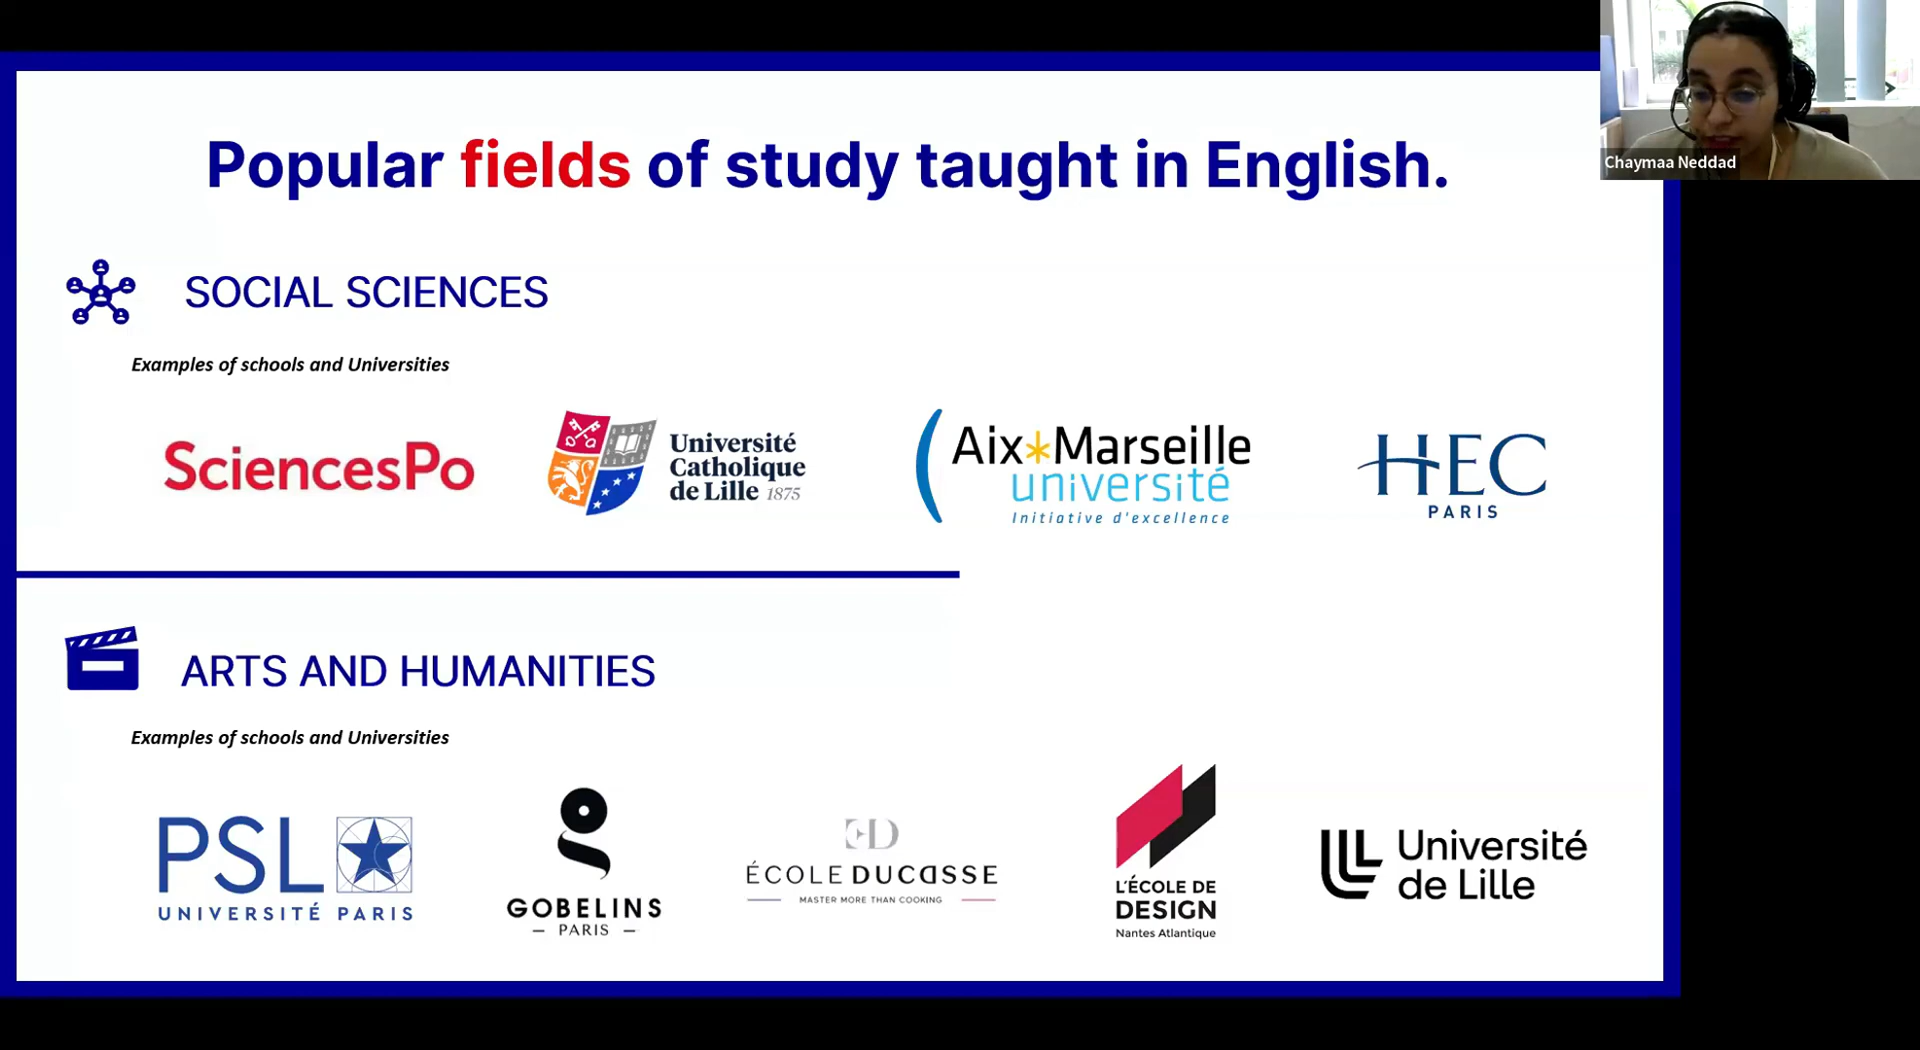 Popular fields of study taught in English.
Chaymaa Neddad
SOCIAL SCIENCES
Examples of schools and Universities
SciencesPo
Université
Catholique
de Lille 1875
Aix*Marseille
université
Initiative d'excellence
HEC
PARIS
ARTS AND HUMANITIES
Examples of schools and Universities
PSL
UNIVERSITÉ PARIS
g
GOBELINS
– PARIS –
ED
ÉCOLE DUCASSE
MASTER MORE THAN COOKING
L'ÉCOLE DE
DESIGN
Nantes Atlantique
Université
de Lille